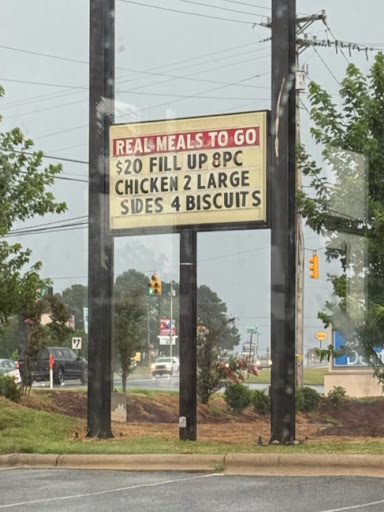 REAL MEALS TO GO
$20 FILL UP 8PC
CHICKEN 2 LARGE
SIDES 4 BISCUITS